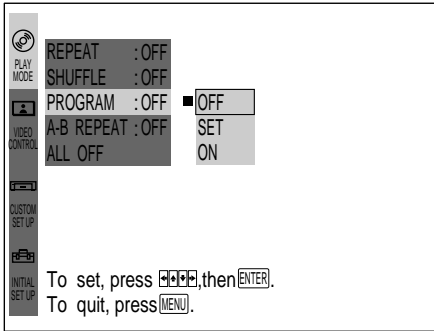 PLAY
MODE
VIDEO
CONTROL
CUSTOM
SET UP
INITIAL
SET UP
REPEAT :OFF
SHUFFLE :OFF
PROGRAM :OFF
A-B REPEAT :OFF
ALL OFF
OFF
SET
ON
To set, press ←↑↓→,then ENTER.
To quit, press MENU.